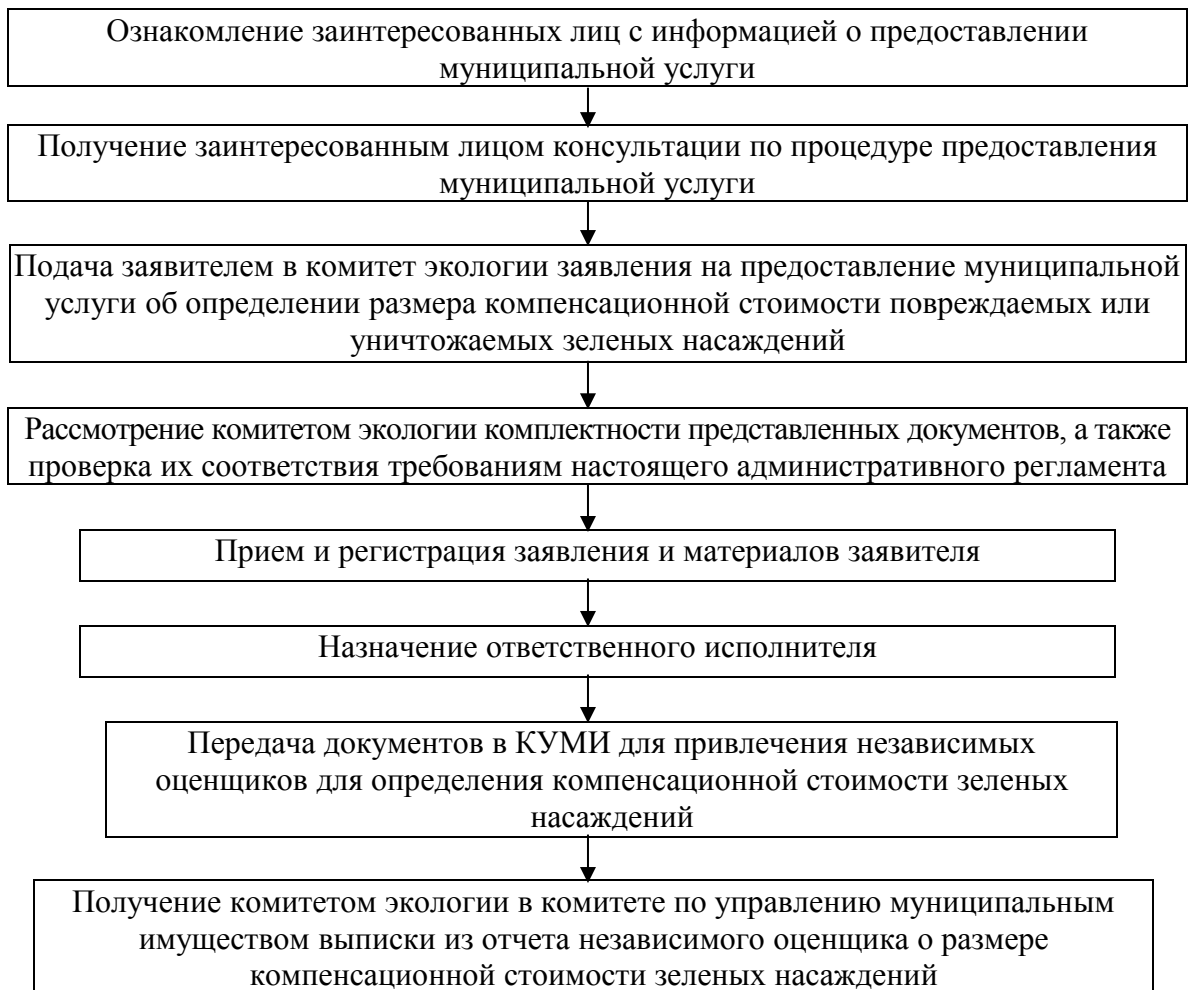 Ознакомление заинтересованных лиц с информацией о предоставлении
муниципальной услуги
Получение заинтересованным лицом консультации по процедуре предоставления
муниципальной услуги
Подача заявителем в комитет экологии заявления на предоставление муниципальной
услуги об определении размера компенсационной стоимости повреждаемых или
уничтожаемых зеленых насаждений
Рассмотрение комитетом экологии комплектности представленных документов, а также
проверка их соответствия требованиям настоящего административного регламента
Прием и регистрация заявления и материалов заявителя
Назначение ответственного исполнителя
Передача документов в КУМИ для привлечения независимых
оценщиков для определения компенсационной стоимости зеленых
насаждений
Получение комитетом экологии в комитете по управлению муниципальным
имуществом выписки из отчета независимого оценщика о размере
компенсационной стоимости зеленых насаждений